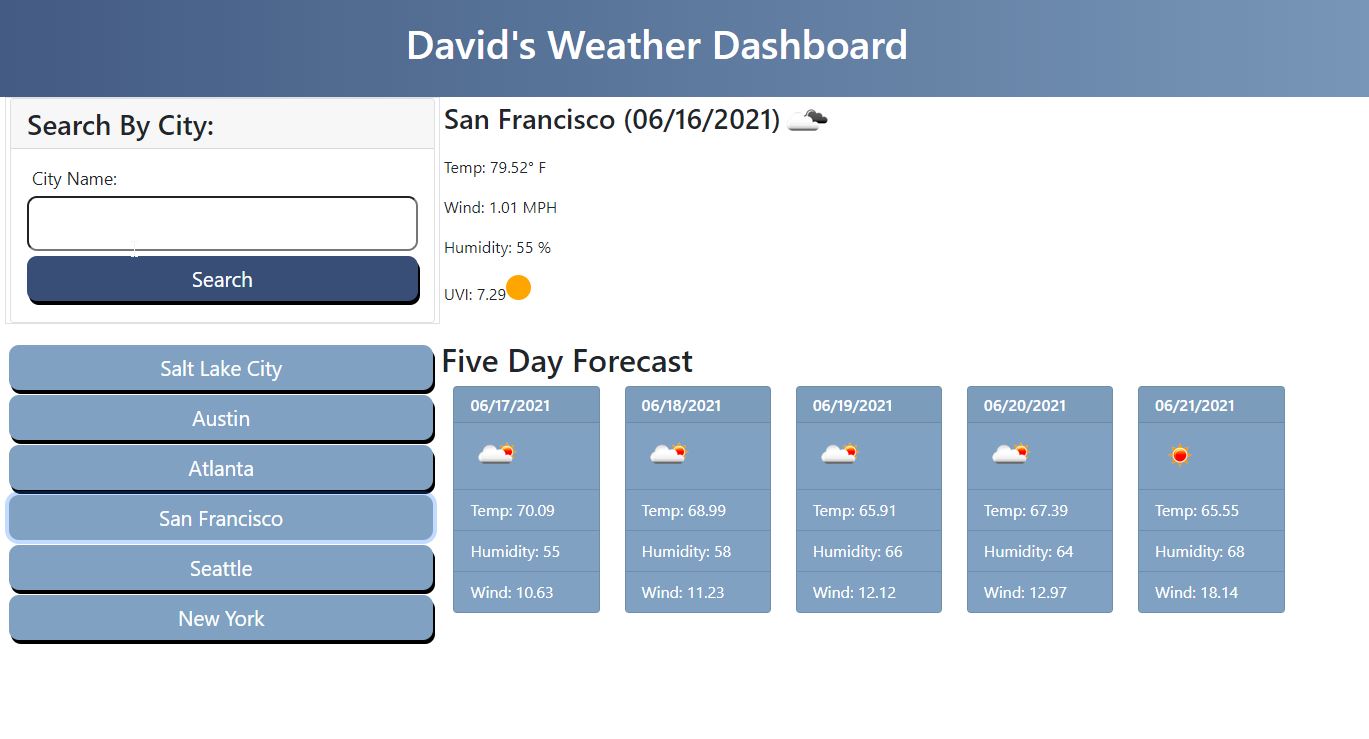 David's Weather Dashboard
Search By City:
City Name:
Search
Salt Lake City
Austin
Atlanta
San Francisco
Seattle
New York
San Francisco (06/16/2021)
Temp: 79.52° F
Wind: 1.01 MPH
Humidity: 55 %
UVI: 7.29
Five Day Forecast
06/17/2021
Temp: 70.09
Humidity: 55
Wind: 10.63
06/18/2021
Temp: 68.99
Humidity: 58
Wind: 11.23
06/19/2021
Temp: 65.91
Humidity: 66
Wind: 12.12
06/20/2021
Temp: 67.39
Humidity: 64
Wind: 12.97
06/21/2021
Temp: 65.55
Humidity: 68
Wind: 18.14